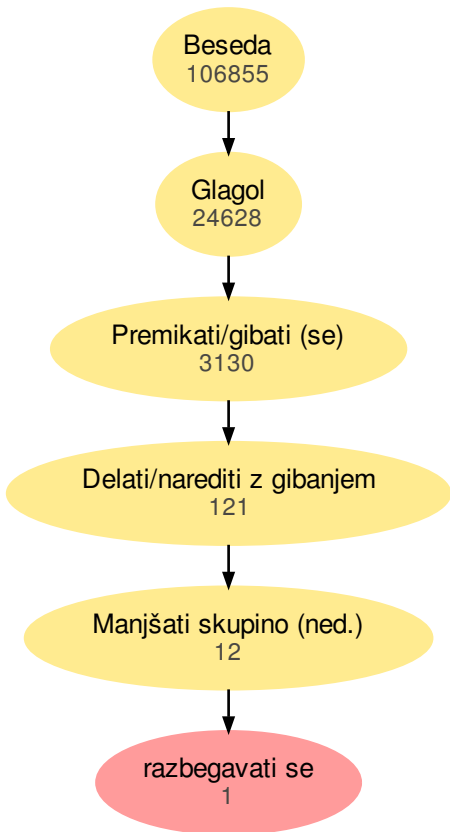 Beseda
106855
Glagol
24628
Premikati/gibati (se)
3130
Delati/narediti z gibanjem
121
Manjšati skupino (ned.)
12
razbegavati se
1